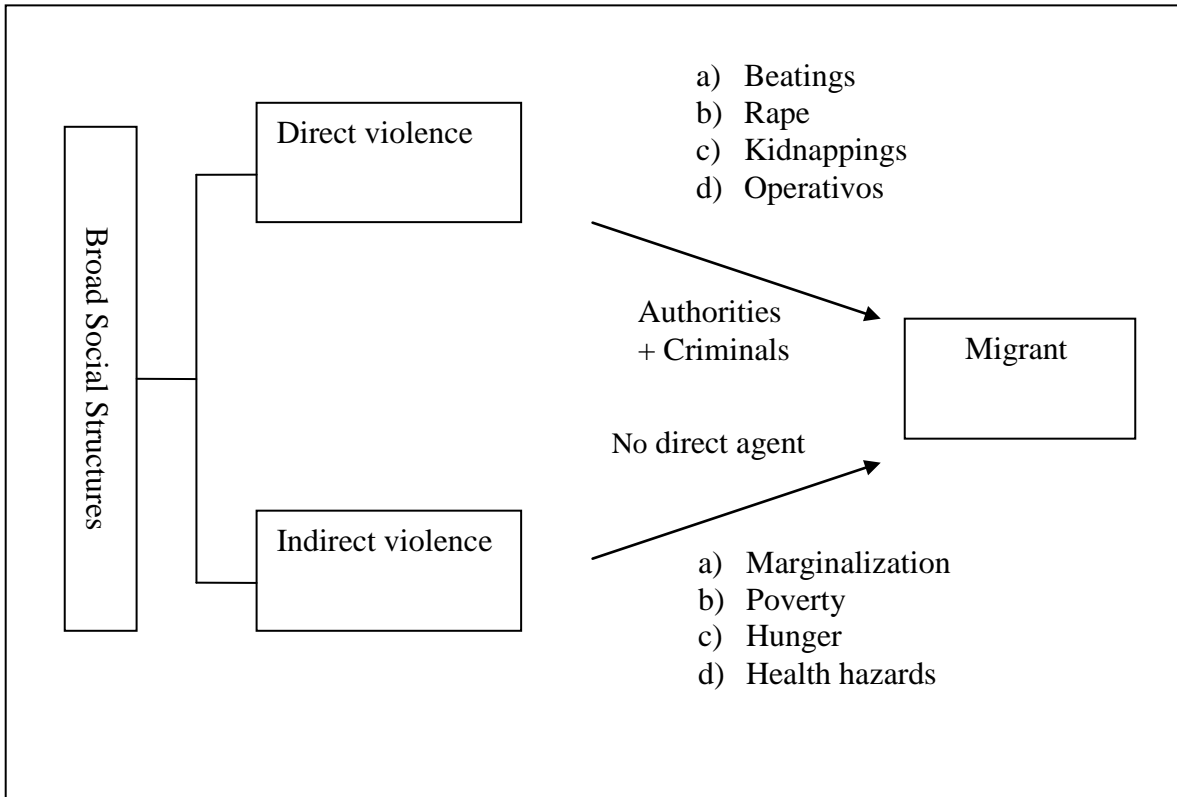 Broad Social Structures
Direct violence
a) Beatings
b) Rape
c) Kidnappings
d) Operativos
Authorities
+ Criminals
Migrant
No direct agent
Indirect violence
a) Marginalization
b) Poverty
c) Hunger
d) Health hazards